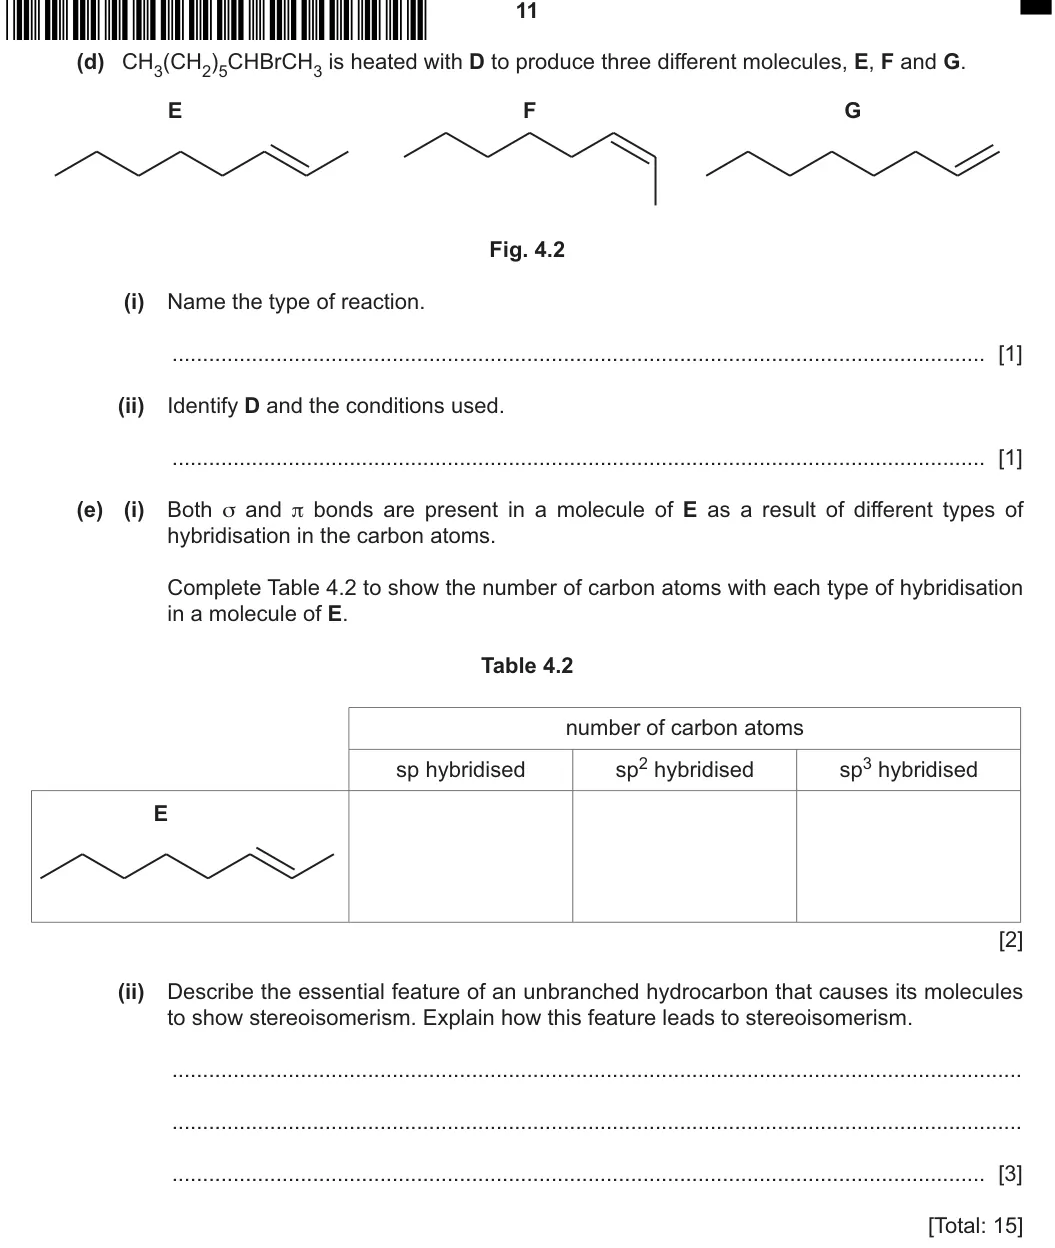 11
(d) CH3(CH2)5CHBrCH3 is heated with D to produce three different molecules, E, F and G.
E F G
Fig. 4.2
(i) Name the type of reaction.
.......................................................................................................................................... [1]
(ii) Identify D and the conditions used.
.......................................................................................................................................... [1]
(e) (i) Both σ and π bonds are present in a molecule of E as a result of different types of
hybridisation in the carbon atoms.
Complete Table 4.2 to show the number of carbon atoms with each type of hybridisation
in a molecule of E.
Table 4.2
number of carbon atoms
sp hybridised sp2 hybridised sp3 hybridised
E
[2]
(ii) Describe the essential feature of an unbranched hydrocarbon that causes its molecules
to show stereoisomerism. Explain how this feature leads to stereoisomerism.
................................................................................................................................................
................................................................................................................................................
.......................................................................................................................................... [3]
[Total: 15]